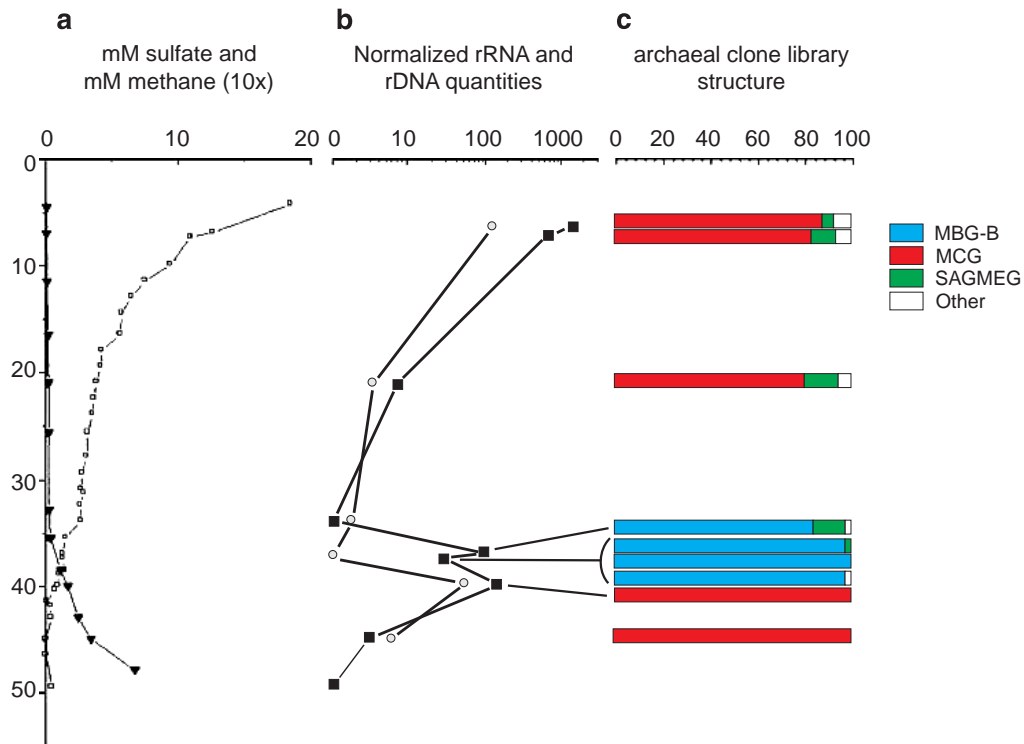 a
b
c
mM sulfate and
mM methane (10x)
Normalized rRNA and
rDNA quantities
archaeal clone library
structure
0 10 20
0 10 100 1000
0 20 40 60 80 100
0
10
20
30
40
50
MBG-B
MCG
SAGMEG
Other